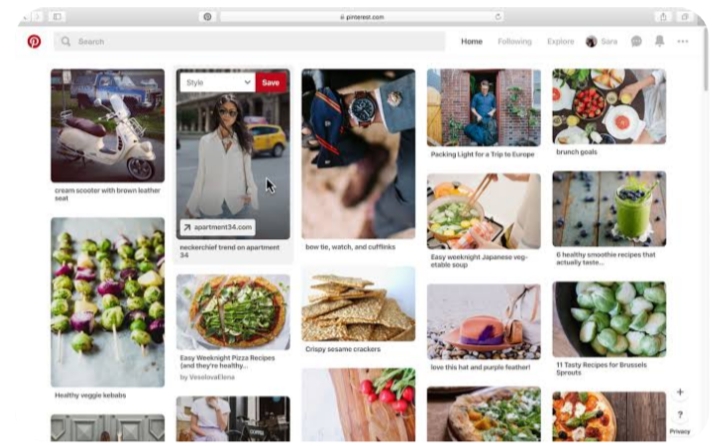 pinterest.com
Search
Home
Following
Explore
Sara
Style
Save
apartment34.com
cream scooter with brown leather
seat
neckerchief trend on apartment
34
bow tie, watch, and cufflinks
Packing Light for a Trip to Europe
brunch goals
Easy weeknight Japanese veg-
etable soup
6 healthy smoothie recipes that
actually taste...
Healthy veggie kebabs
Easy Weeknight Pizza Recipes
(and they're healthy...
by VesolovaElena
Crispy sesame crackers
love this hat and purple feather!
11 Tasty Recipes for Brussels
Sprouts
+
?
Privacy